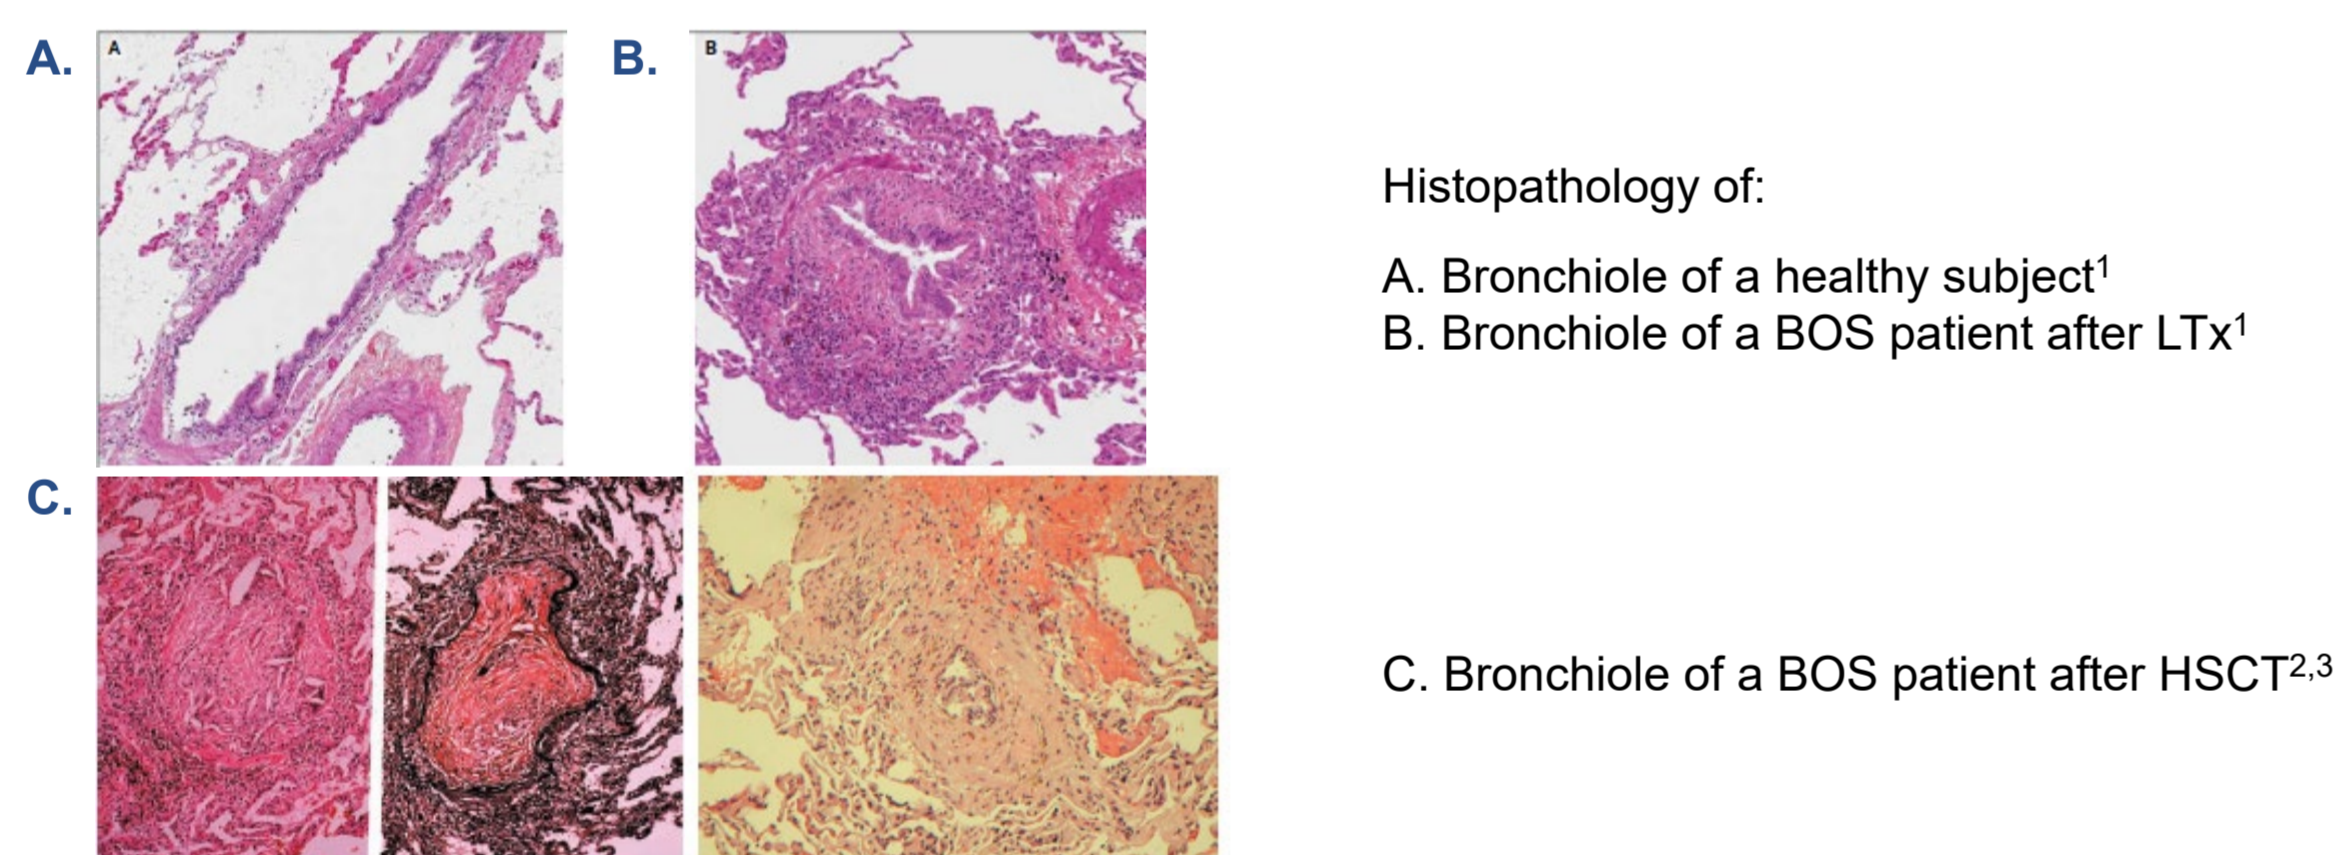 A.
A
B.
B
Histopathology of:
A. Bronchiole of a healthy subject¹
B. Bronchiole of a BOS patient after LTx¹
C.
C. Bronchiole of a BOS patient after HSCT²,³